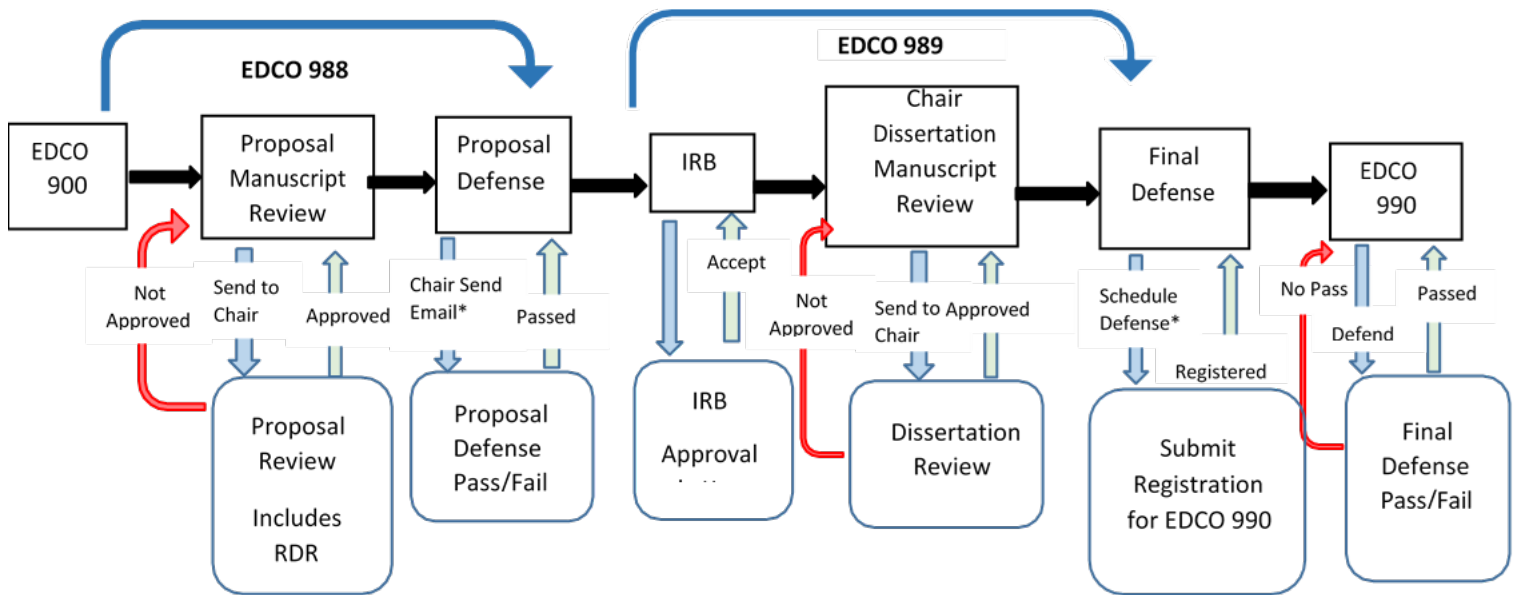 EDCO 988
EDCO 989
EDCO
900
Proposal
Manuscript
Review
Proposal
Defense
IRB
Chair
Dissertation
Manuscript
Review
Final
Defense
EDCO
990
Not
Approved
Send to
Chair
Approved
Chair Send
Email*
Passed
Accept
Not
Approved
Send to
Chair
Approved
Schedule
Defense*
Registered
No Pass
Defend
Passed
Proposal
Review
Includes
RDR
Proposal
Defense
Pass/Fail
IRB
Approval
Dissertation
Review
Submit
Registration
for EDCO 990
Final
Defense
Pass/Fail